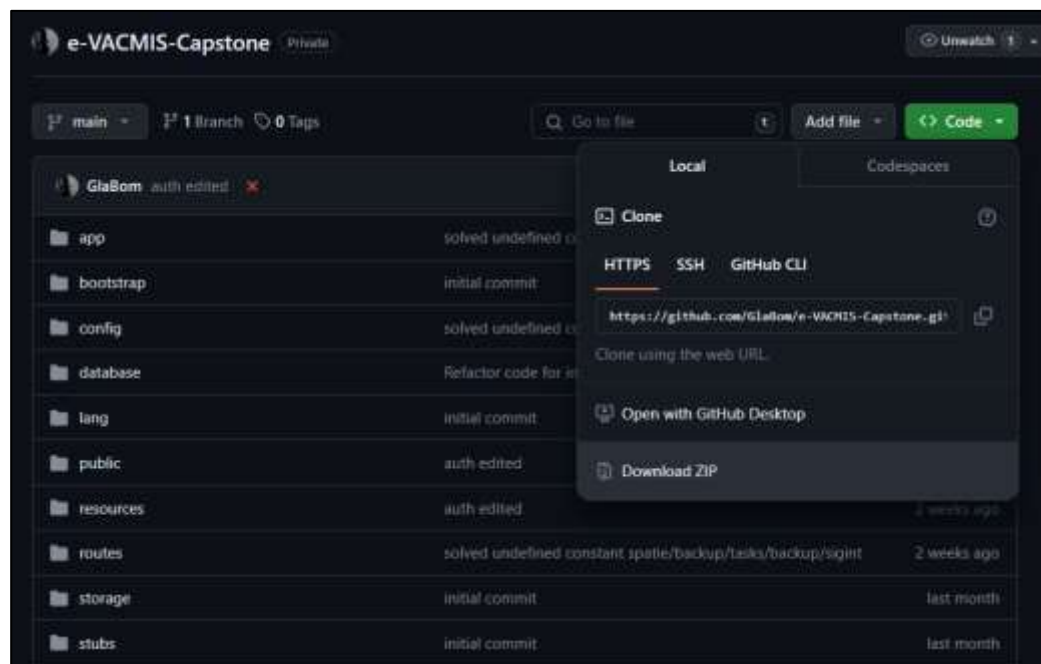 e-VACMIS-Capstone Private
Unwatch 1
main 1 Branch 0 Tags
Go to file t
Add file
Code
Local Codespaces
GlaBom auth edited
Clone
HTTPS SSH GitHub CLI
https://github.com/GlaBom/e-VACMIS-Capstone.gi
Clone using the web URL.
Open with GitHub Desktop
Download ZIP
app solved undefined
bootstrap initial commit
config solved undefined
database Refactor code for
lang initial commit
public auth edited
resources auth edited 2 weeks ago
routes solved undefined constant spatie/backup/tasks/backup/sigint 2 weeks ago
storage initial commit last month
stubs initial commit last month